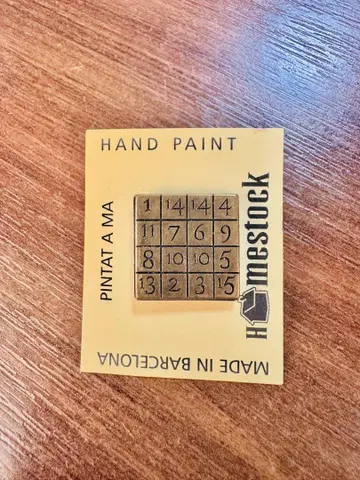 HAND PAINT
PINTAT A MA
1 14 14 4
11 7 6 9
8 10 10 5
13 2 3 15
Homestock
MADE IN BARCELONA